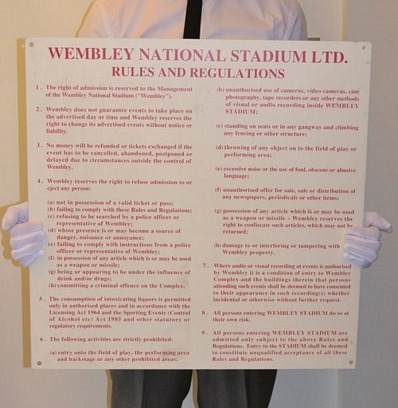 WEMBLEY NATIONAL STADIUM LTD.
RULES AND REGULATIONS
1. The right of admission is reserved to the Management
of the Wembley National Stadium ("Wembley").
2. Wembley does not guarantee events to take place on
the advertised day or time and Wembley reserves the
right to change its advertised events without notice or
liability.
3. No money will be refunded or tickets exchanged if the
event has to be cancelled, abandoned, postponed or
delayed due to circumstances outside the control of
Wembley.
4. Wembley reserves the right to refuse admission to or
eject any person:
(a) not in possession of a valid ticket or pass;
(b) failing to comply with these Rules and Regulations;
(c) refusing to be searched by a police officer or
representative of Wembley;
(d) whose presence is or may become a source of
danger, nuisance or annoyance;
(e) failing to comply with instructions from a police
officer or representative of Wembley;
(f) in possession of any article which is or may be used
as a weapon or missile;
(g) being or appearing to be under the influence of
drink and/or drugs;
(h) committing a criminal offence on the Complex.
5. The consumption of intoxicating liquors is permitted
only in authorised places and in accordance with the
Licensing Act 1964 and the Sporting Events (Control
of Alcohol etc) Act 1985 and other statutory or
regulatory requirements.
6. The following activities are strictly prohibited:
(a) entry onto the field of play, the performing area
and backstage or any other prohibited areas;
(b) unauthorised use of cameras, video cameras, cine
photography, tape recorders or any other methods
of visual or audio recording inside WEMBLEY
STADIUM;
(c) standing on seats or in any gangway and climbing
any fencing or other structure;
(d) throwing of any object on to the field of play or
performing area;
(e) excessive noise or the use of foul, obscene or abusive
language;
(f) unauthorised offer for sale, sale or distribution of
any newspapers, periodicals or other items;
(g) possession of any article which is or may be used
as a weapon or missile – Wembley reserves the
right to confiscate such articles, which may not be
returned;
(h) damage to or interfering or tampering with
Wembley property.
7. Where audio or visual recording at events is authorised
by Wembley it is a condition of entry to Wembley
Complex and the buildings therein that persons
attending such events shall be deemed to have consented
to their appearance in such recording(s) whether
incidental or otherwise without further request.
8. All persons entering WEMBLEY STADIUM do so at
their own risk.
9. All persons entering WEMBLEY STADIUM are
admitted only subject to the above Rules and
Regulations. Entry to the STADIUM shall be deemed
to constitute unqualified acceptance of all these
Rules and Regulations.